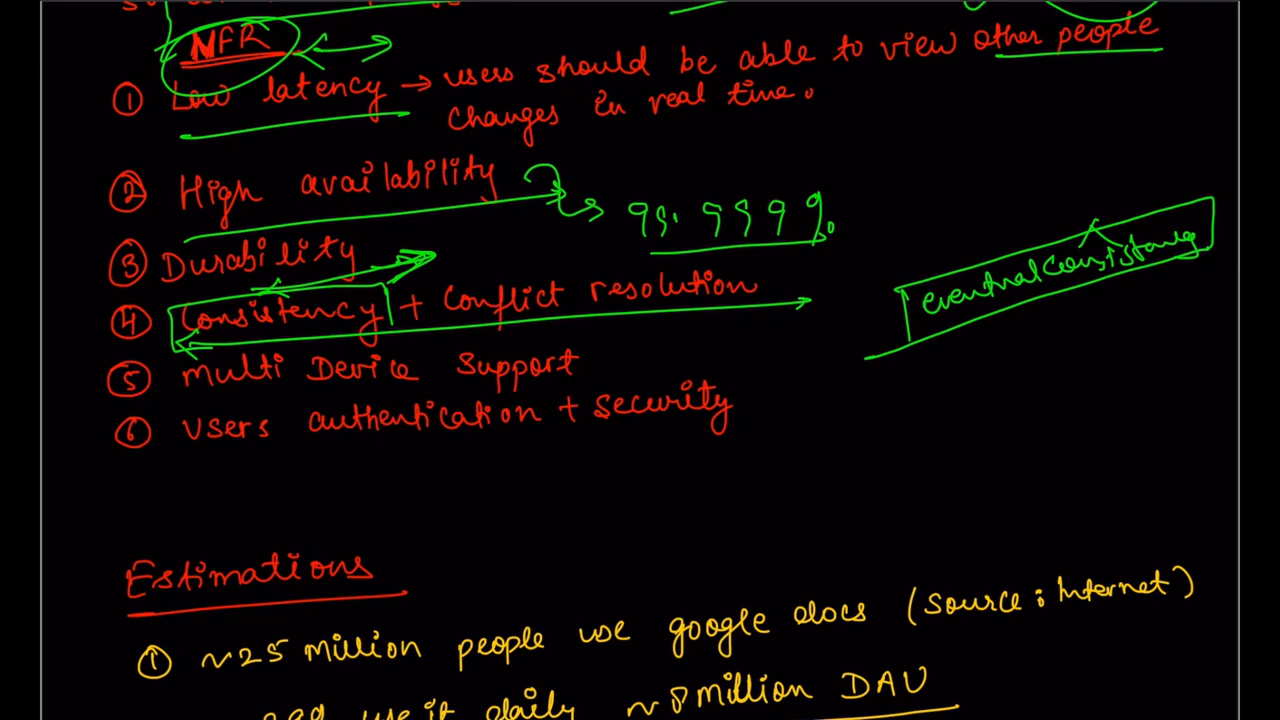 NFR
① Low latency → users should be able to view other people
changes in real time.
② High availability → 99.999%
③ Durability
④ Consistency + Conflict resolution
eventual consistency
⑤ Multi Device Support
⑥ Users authentication + security
Estimations
① ~25 million people use google docs (Source: Internet)
use it daily ~8 million DAU